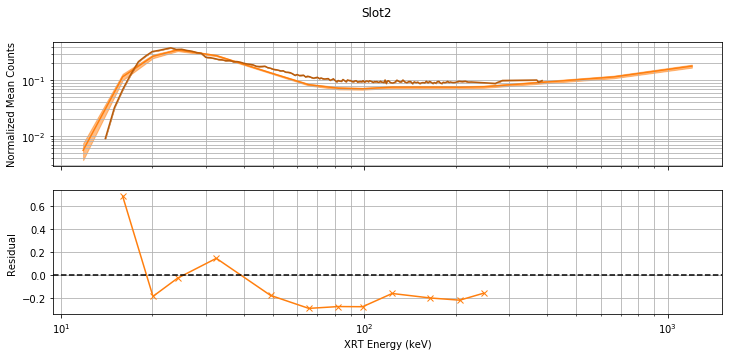 Slot2
Normalized Mean Counts
10⁻¹
10⁻²
Residual
0.6
0.4
0.2
0.0
−0.2
10¹
10²
10³
XRT Energy (keV)